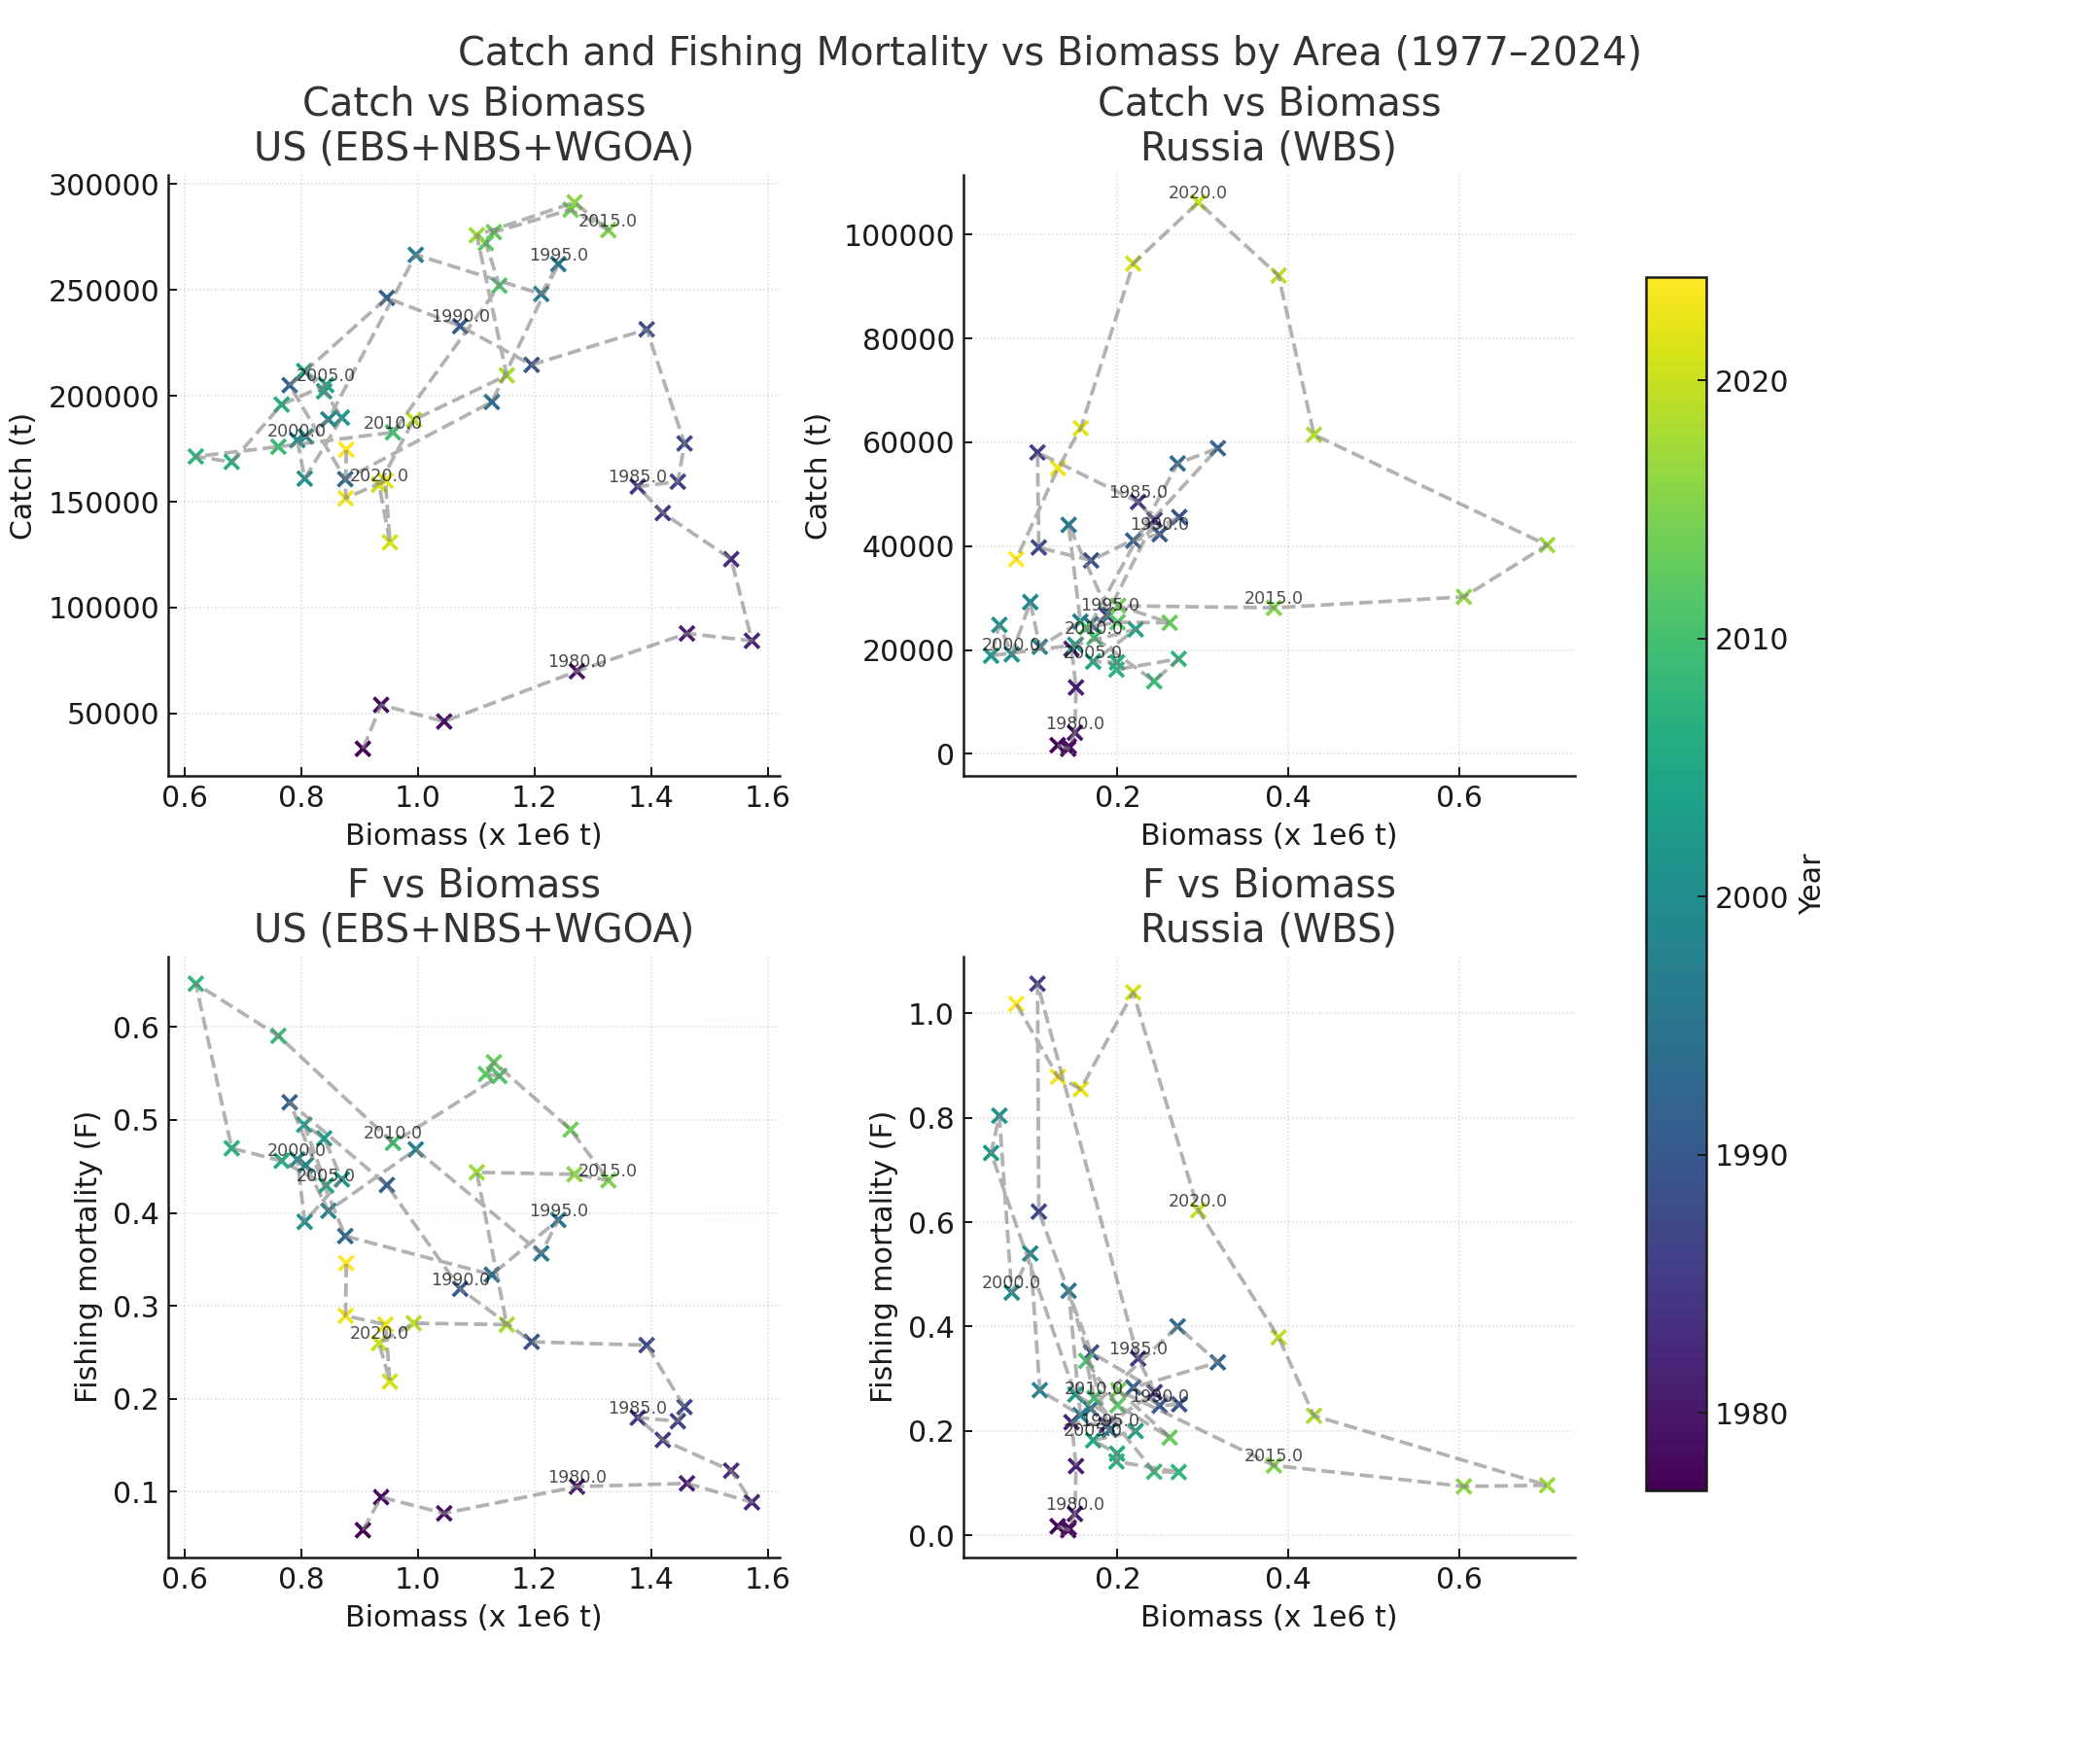 Catch and Fishing Mortality vs Biomass by Area (1977–2024)
Catch vs Biomass
US (EBS+NBS+WGOA)
300000
250000
200000
150000
100000
50000
Catch (t)
0.6 0.8 1.0 1.2 1.4 1.6
Biomass (x 1e6 t)
1980.0
1985.0
1990.0
1995.0
2000.0
2005.0
2010.0
2015.0
2020.0
Catch vs Biomass
Russia (WBS)
100000
80000
60000
40000
20000
0
Catch (t)
0.2 0.4 0.6
Biomass (x 1e6 t)
1980.0
1985.0
1990.0
1995.0
2000.0
2005.0
2010.0
2015.0
2020.0
F vs Biomass
US (EBS+NBS+WGOA)
0.6
0.5
0.4
0.3
0.2
0.1
Fishing mortality (F)
0.6 0.8 1.0 1.2 1.4 1.6
Biomass (x 1e6 t)
1980.0
1985.0
1990.0
1995.0
2000.0
2005.0
2010.0
2015.0
2020.0
F vs Biomass
Russia (WBS)
1.0
0.8
0.6
0.4
0.2
0.0
Fishing mortality (F)
0.2 0.4 0.6
Biomass (x 1e6 t)
1980.0
1985.0
1990.0
1995.0
2000.0
2005.0
2010.0
2015.0
2020.0
2020
2010
2000
1990
1980
Year